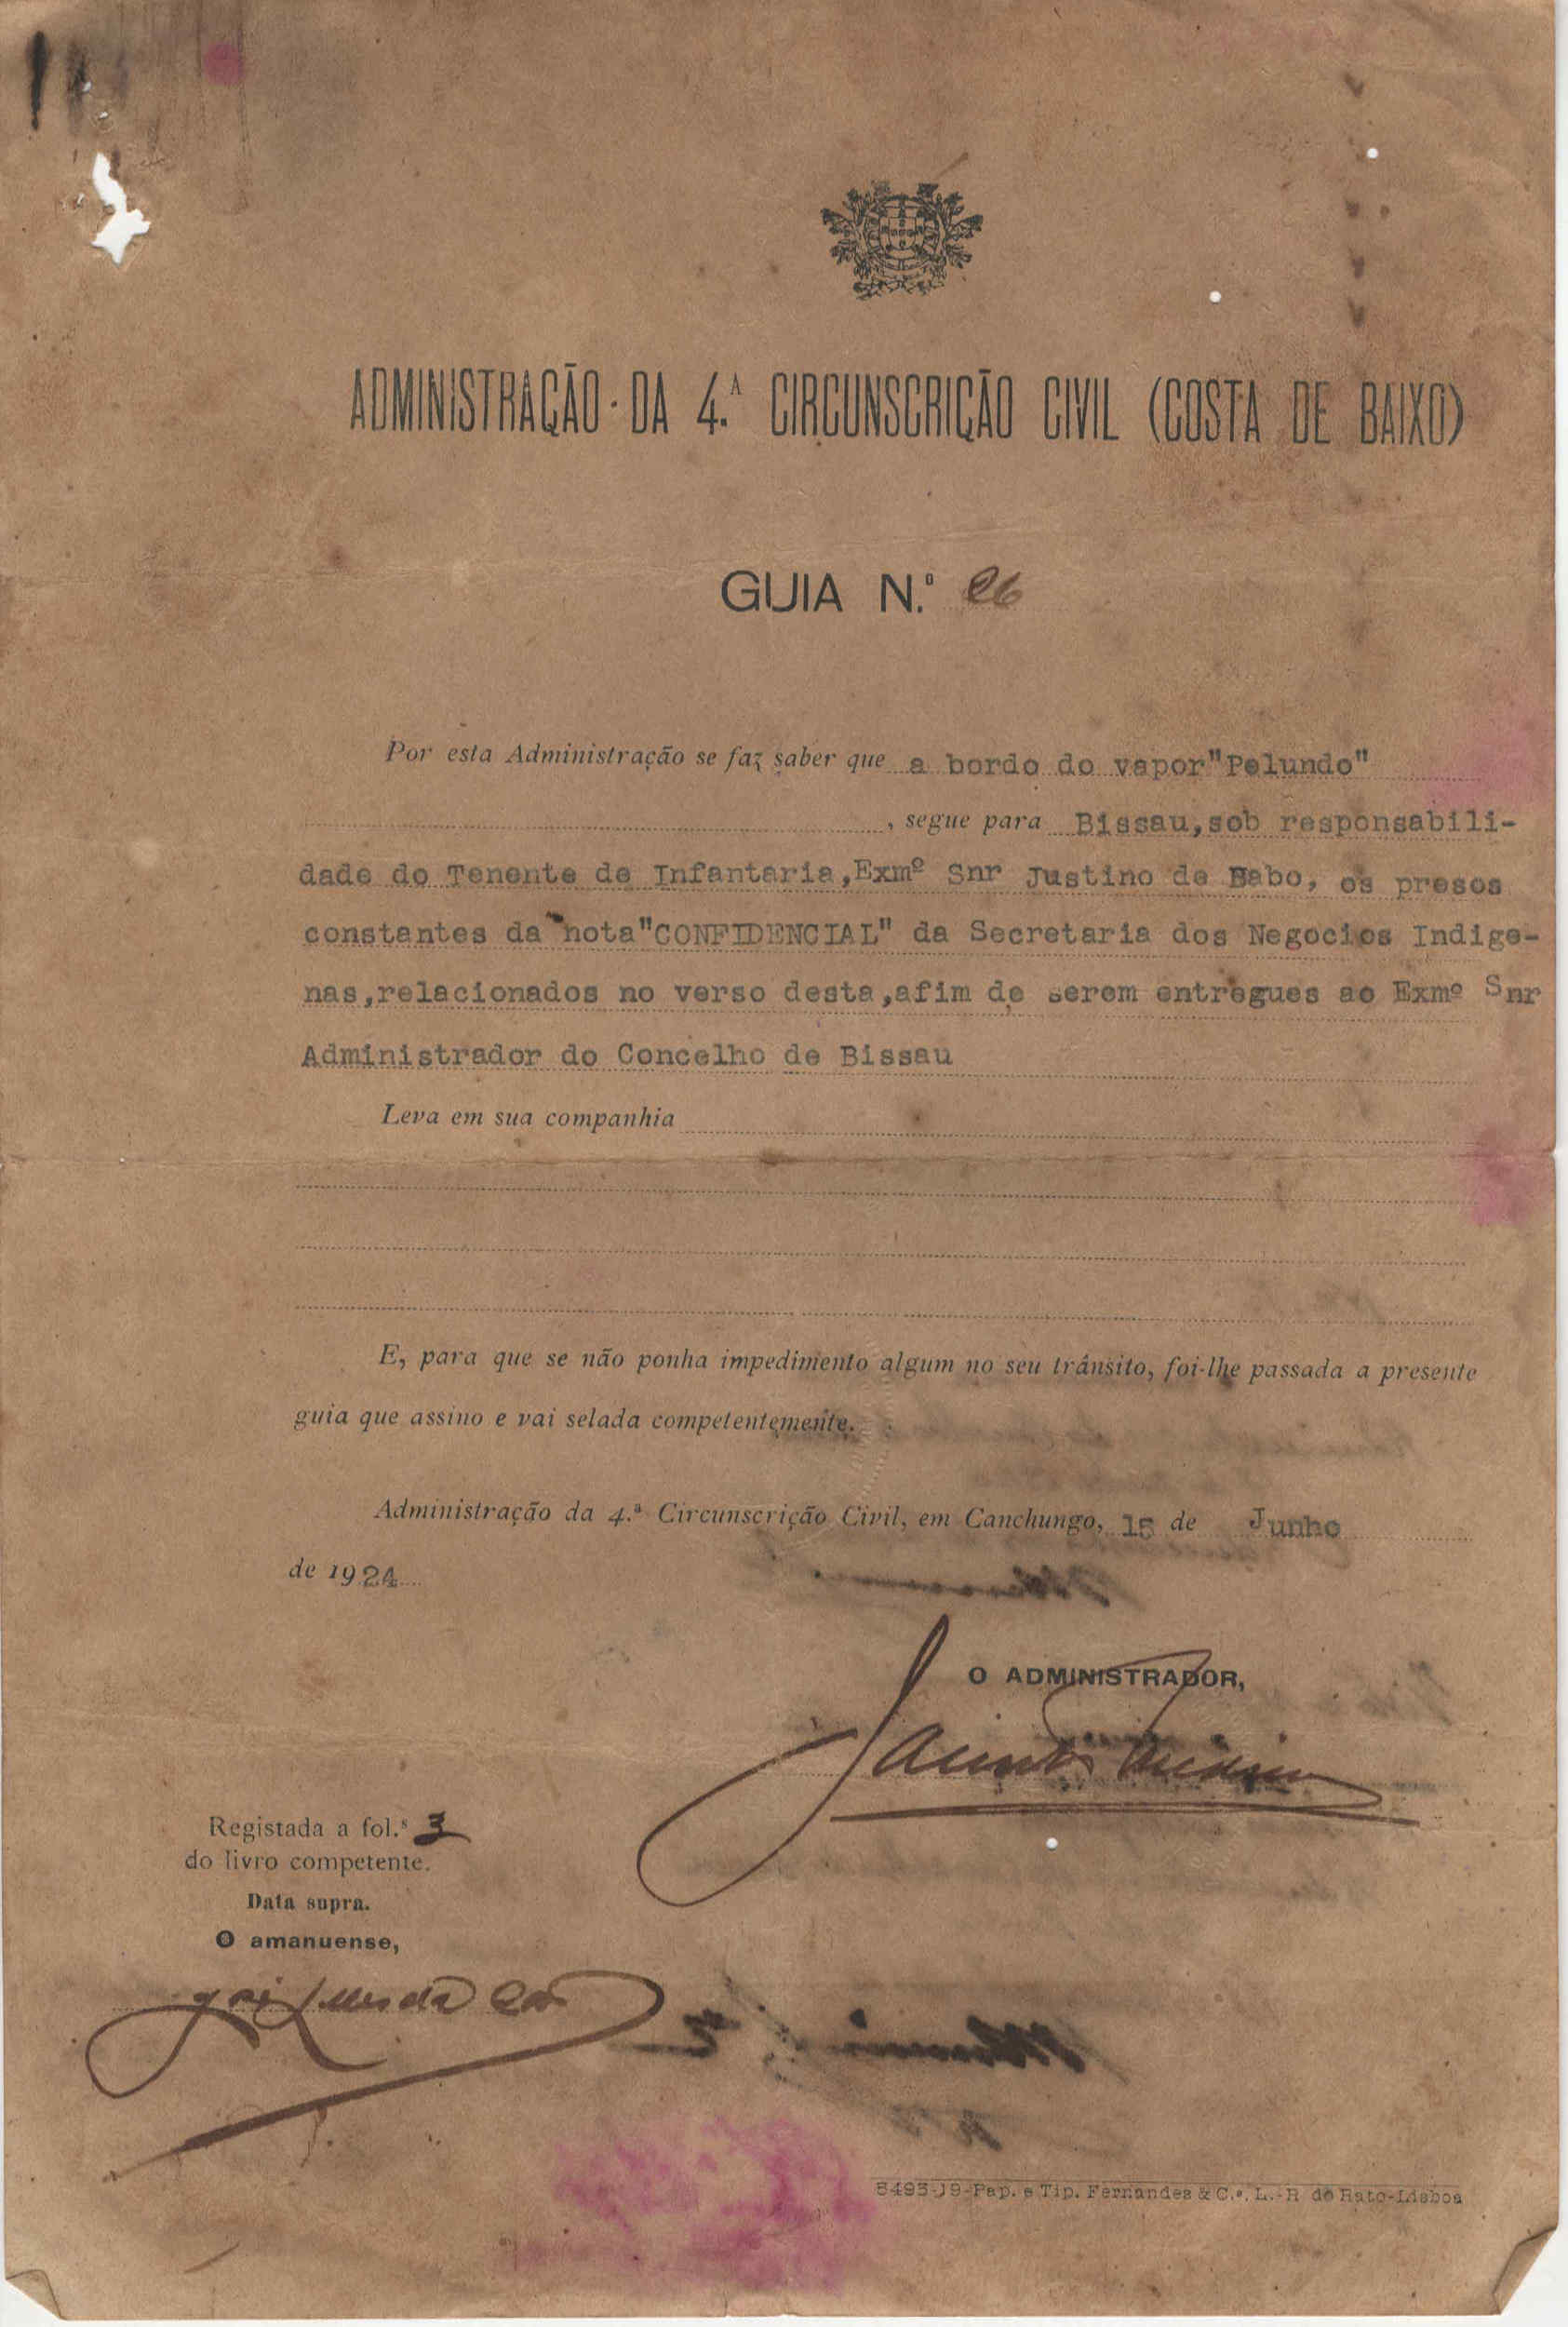 ADMINISTRAÇÃO DA 4.ª CIRCUNSCRIÇÃO CIVIL (COSTA DE BAIXO)
GUIA N.º 26
Por esta Administração se faz saber que a bordo do vapor"Pelundo"
, segue para Bissau,sob responsabili-
dade do Tenente de Infantaria,Exmº Snr Justino de Babo, os presos
constantes da nota"CONFIDENCIAL" da Secretaria dos Negocios Indige-
nas,relacionados no verso desta,afim de serem entregues ao Exmº Snr
Administrador do Concelho de Bissau
Leva em sua companhia
E, para que se não ponha impedimento algum no seu trânsito, foi-lhe passada a presente
guia que assino e vai selada competentemente.
Administração da 4.ª Circunscrição Civil, em Canchungo, 15 de Junho
de 1924
O ADMINISTRADOR,
Registada a fol.s 3
do livro competente.
Data supra.
O amanuense,
5495-19-Pap. e Tip. Fernandes & C.ª, L.-R do Rato-Lisboa